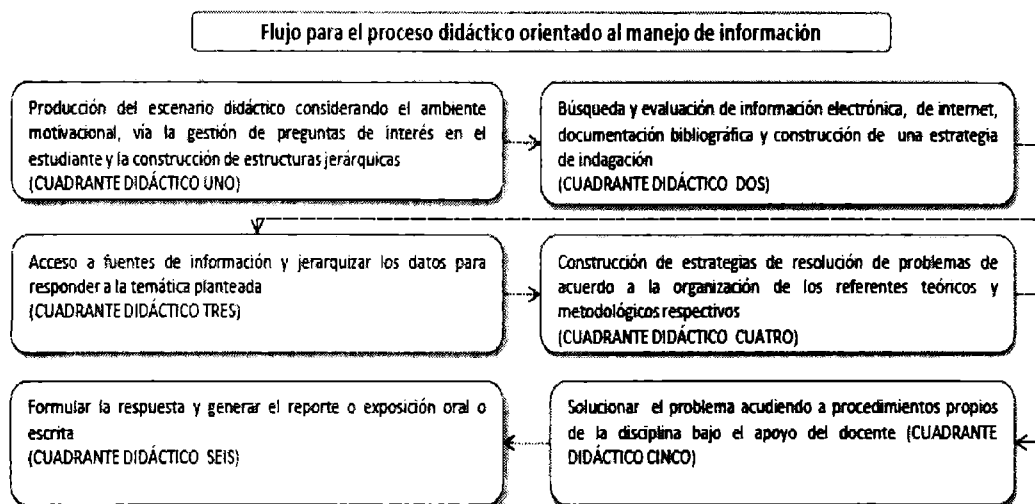 Flujo para el proceso didáctico orientado al manejo de información
Producción del escenario didáctico considerando el ambiente
motivacional, vía la gestión de preguntas de interés en el
estudiante y la construcción de estructuras jerárquicas
(CUADRANTE DIDÁCTICO UNO)
Búsqueda y evaluación de información electrónica, de internet,
documentación bibliográfica y construcción de una estrategia
de indagación
(CUADRANTE DIDÁCTICO DOS)
Acceso a fuentes de información y jerarquizar los datos para
responder a la temática planteada
(CUADRANTE DIDÁCTICO TRES)
Construcción de estrategias de resolución de problemas de
acuerdo a la organización de los referentes teóricos y
metodológicos respectivos
(CUADRANTE DIDÁCTICO CUATRO)
Formular la respuesta y generar el reporte o exposición oral o
escrita
(CUADRANTE DIDÁCTICO SEIS)
Solucionar el problema acudiendo a procedimientos propios
de la disciplina bajo el apoyo del docente (CUADRANTE
DIDÁCTICO CINCO)